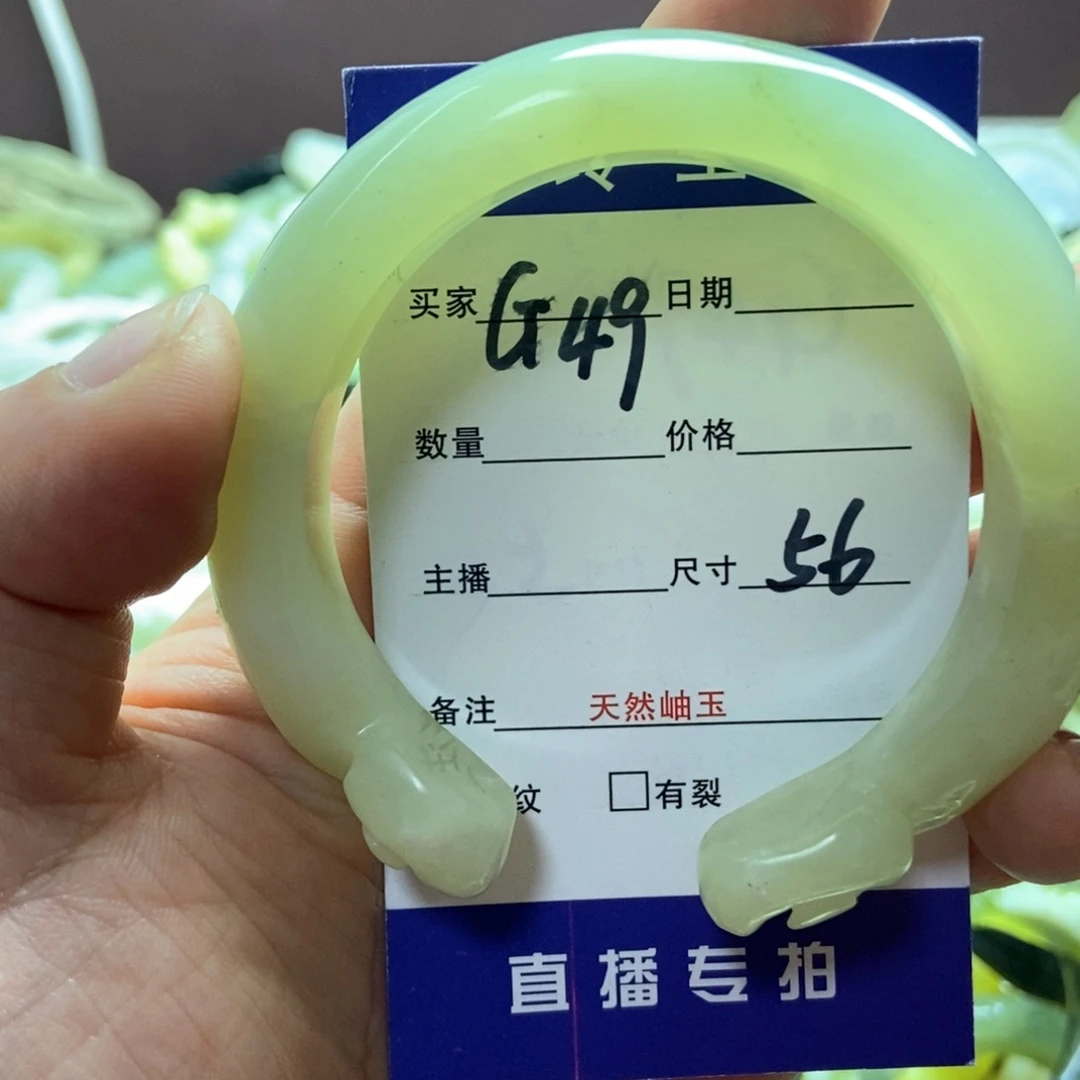 买家 G49 日期
数量 价格
主播 尺寸 56
备注 天然岫玉
纹 有裂
直播专拍